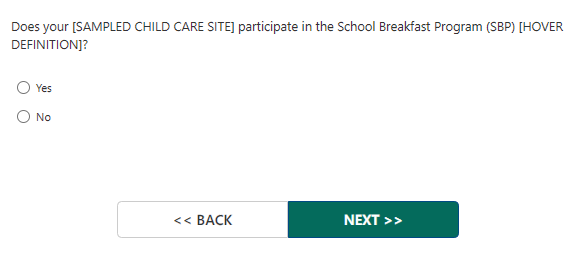 Does your [SAMPLED CHILD CARE SITE] participate in the School Breakfast Program (SBP) [HOVER
DEFINITION]?
Yes
No
<< BACK
NEXT >>